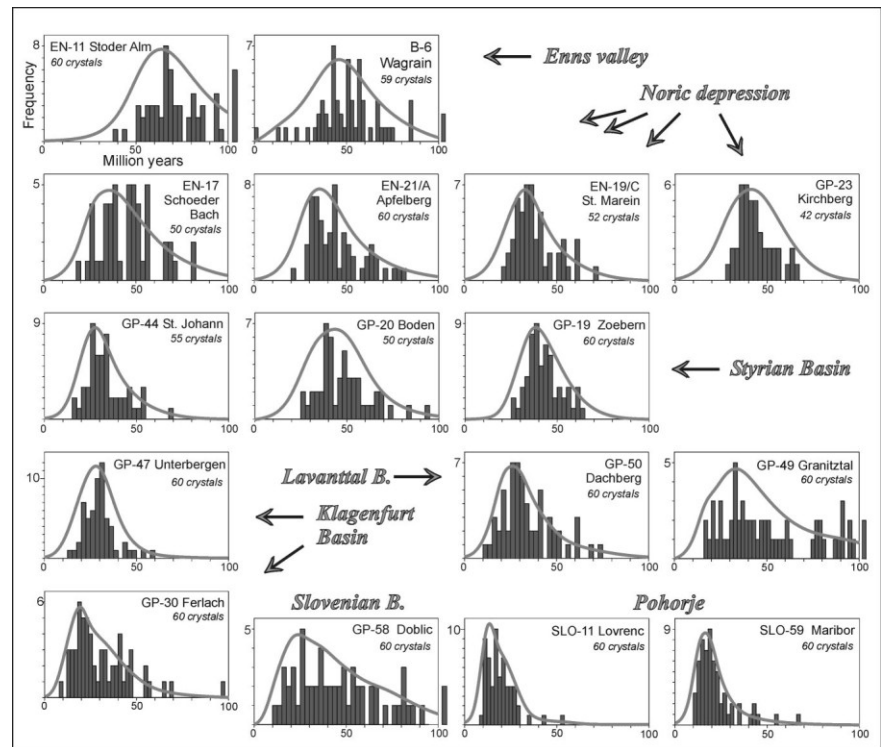 EN-11 Stoder Alm
60 crystals
8
Frequency
0
50
100
Million years
B-6
Wagrain
59 crystals
7
0
50
100
Enns valley
Noric depression
EN-17
Schoeder
Bach
50 crystals
5
0
50
100
EN-21/A
Apfelberg
60 crystals
8
0
50
100
EN-19/C
St. Marein
52 crystals
7
0
50
100
GP-23
Kirchberg
42 crystals
6
0
50
100
GP-44 St. Johann
55 crystals
9
0
50
100
GP-20 Boden
50 crystals
7
0
50
100
GP-19 Zoebern
60 crystals
9
0
50
100
Styrian Basin
GP-47 Unterbergen
60 crystals
10
0
50
100
Lavanttal B.
Klagenfurt
Basin
GP-50
Dachberg
60 crystals
7
0
50
100
GP-49 Granitztal
60 crystals
5
0
50
100
GP-30 Ferlach
60 crystals
6
0
50
100
Slovenian B.
GP-58 Doblic
60 crystals
5
0
50
100
Pohorje
SLO-11 Lovrenc
60 crystals
10
0
50
100
SLO-59 Maribor
60 crystals
9
0
50
100